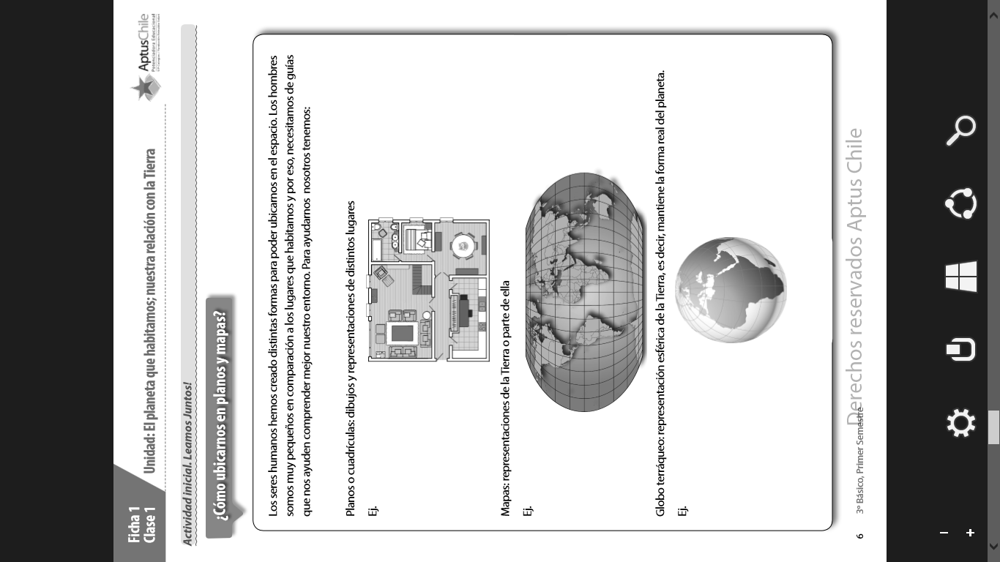 Ficha 1
Clase 1
Unidad: El planeta que habitamos; nuestra relación con la Tierra
AptusChile
Potenciadora Educacional
Actividad inicial. Leamos Juntos!
¿Cómo ubicarnos en planos y mapas?
Los seres humanos hemos creado distintas formas para poder ubicarnos en el espacio. Los hombres
somos muy pequeños en comparación a los lugares que habitamos y por eso, necesitamos de guías
que nos ayuden comprender mejor nuestro entorno. Para ayudarnos nosotros tenemos:
Planos o cuadrículas: dibujos y representaciones de distintos lugares
Ej.
Mapas: representaciones de la Tierra o parte de ella
Ej.
Globo terráqueo: representación esférica de la Tierra, es decir, mantiene la forma real del planeta.
Ej.
6
3º Básico, Primer Semestre
Derechos reservados Aptus Chile